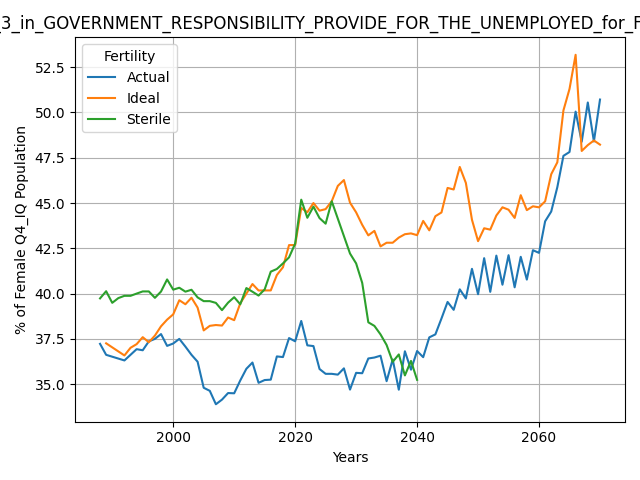 _3_in_GOVERNMENT_RESPONSIBILITY_PROVIDE_FOR_THE_UNEMPLOYED_for_F
Fertility
Actual
Ideal
Sterile
% of Female Q4_IQ Population
52.5
50.0
47.5
45.0
42.5
40.0
37.5
35.0
2000
2020
2040
2060
Years